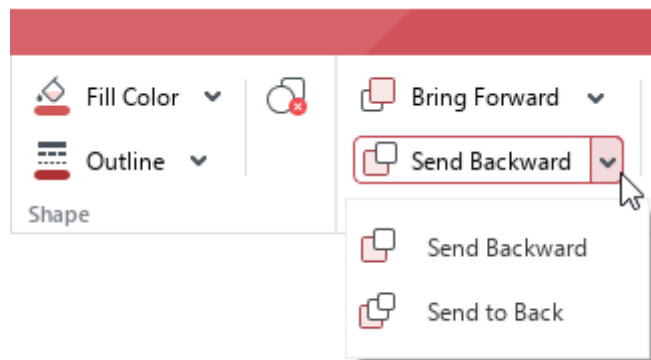 Fill Color
Bring Forward
Outline
Send Backward
Shape
Send Backward
Send to Back